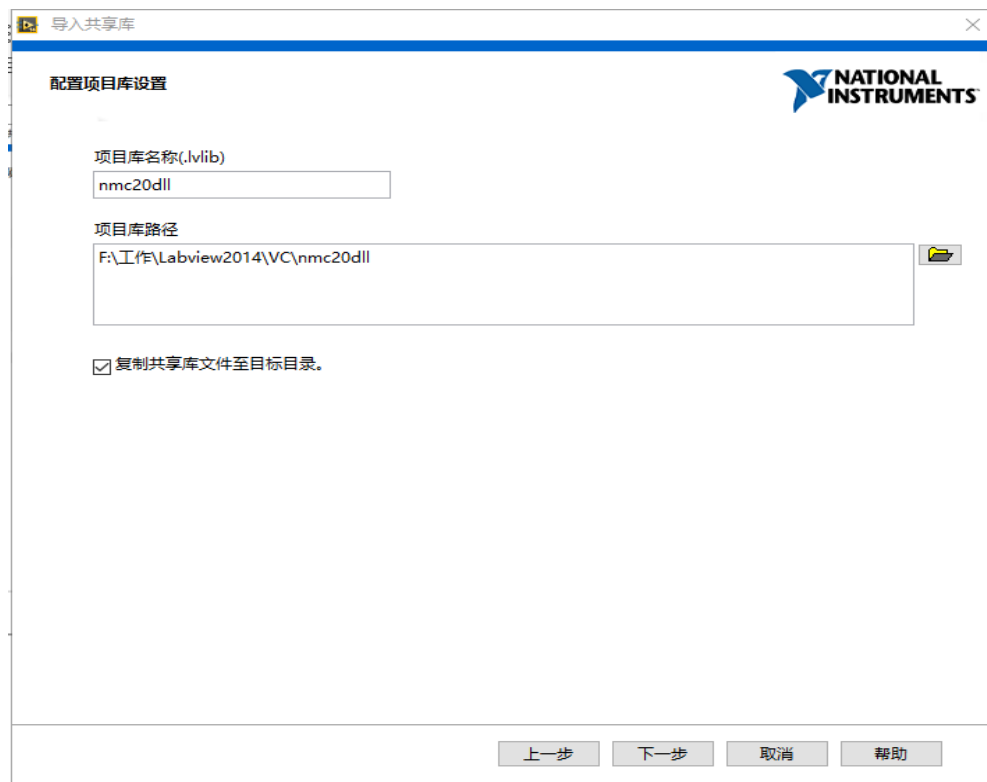 导入共享库
配置项目库设置
NATIONAL
INSTRUMENTS
项目库名称(.lvlib)
nmc20dll
项目库路径
F:\工作\Labview2014\VC\nmc20dll
复制共享库文件至目标目录。
上一步 下一步 取消 帮助